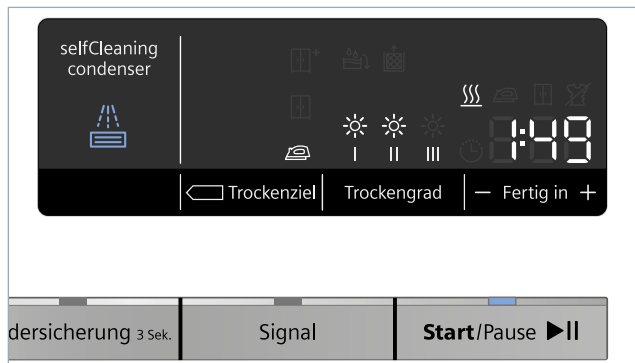 selfCleaning
condenser
I II III
1:49
Trockenziel Trockengrad − Fertig in +
dersicherung 3 Sek. Signal Start/Pause